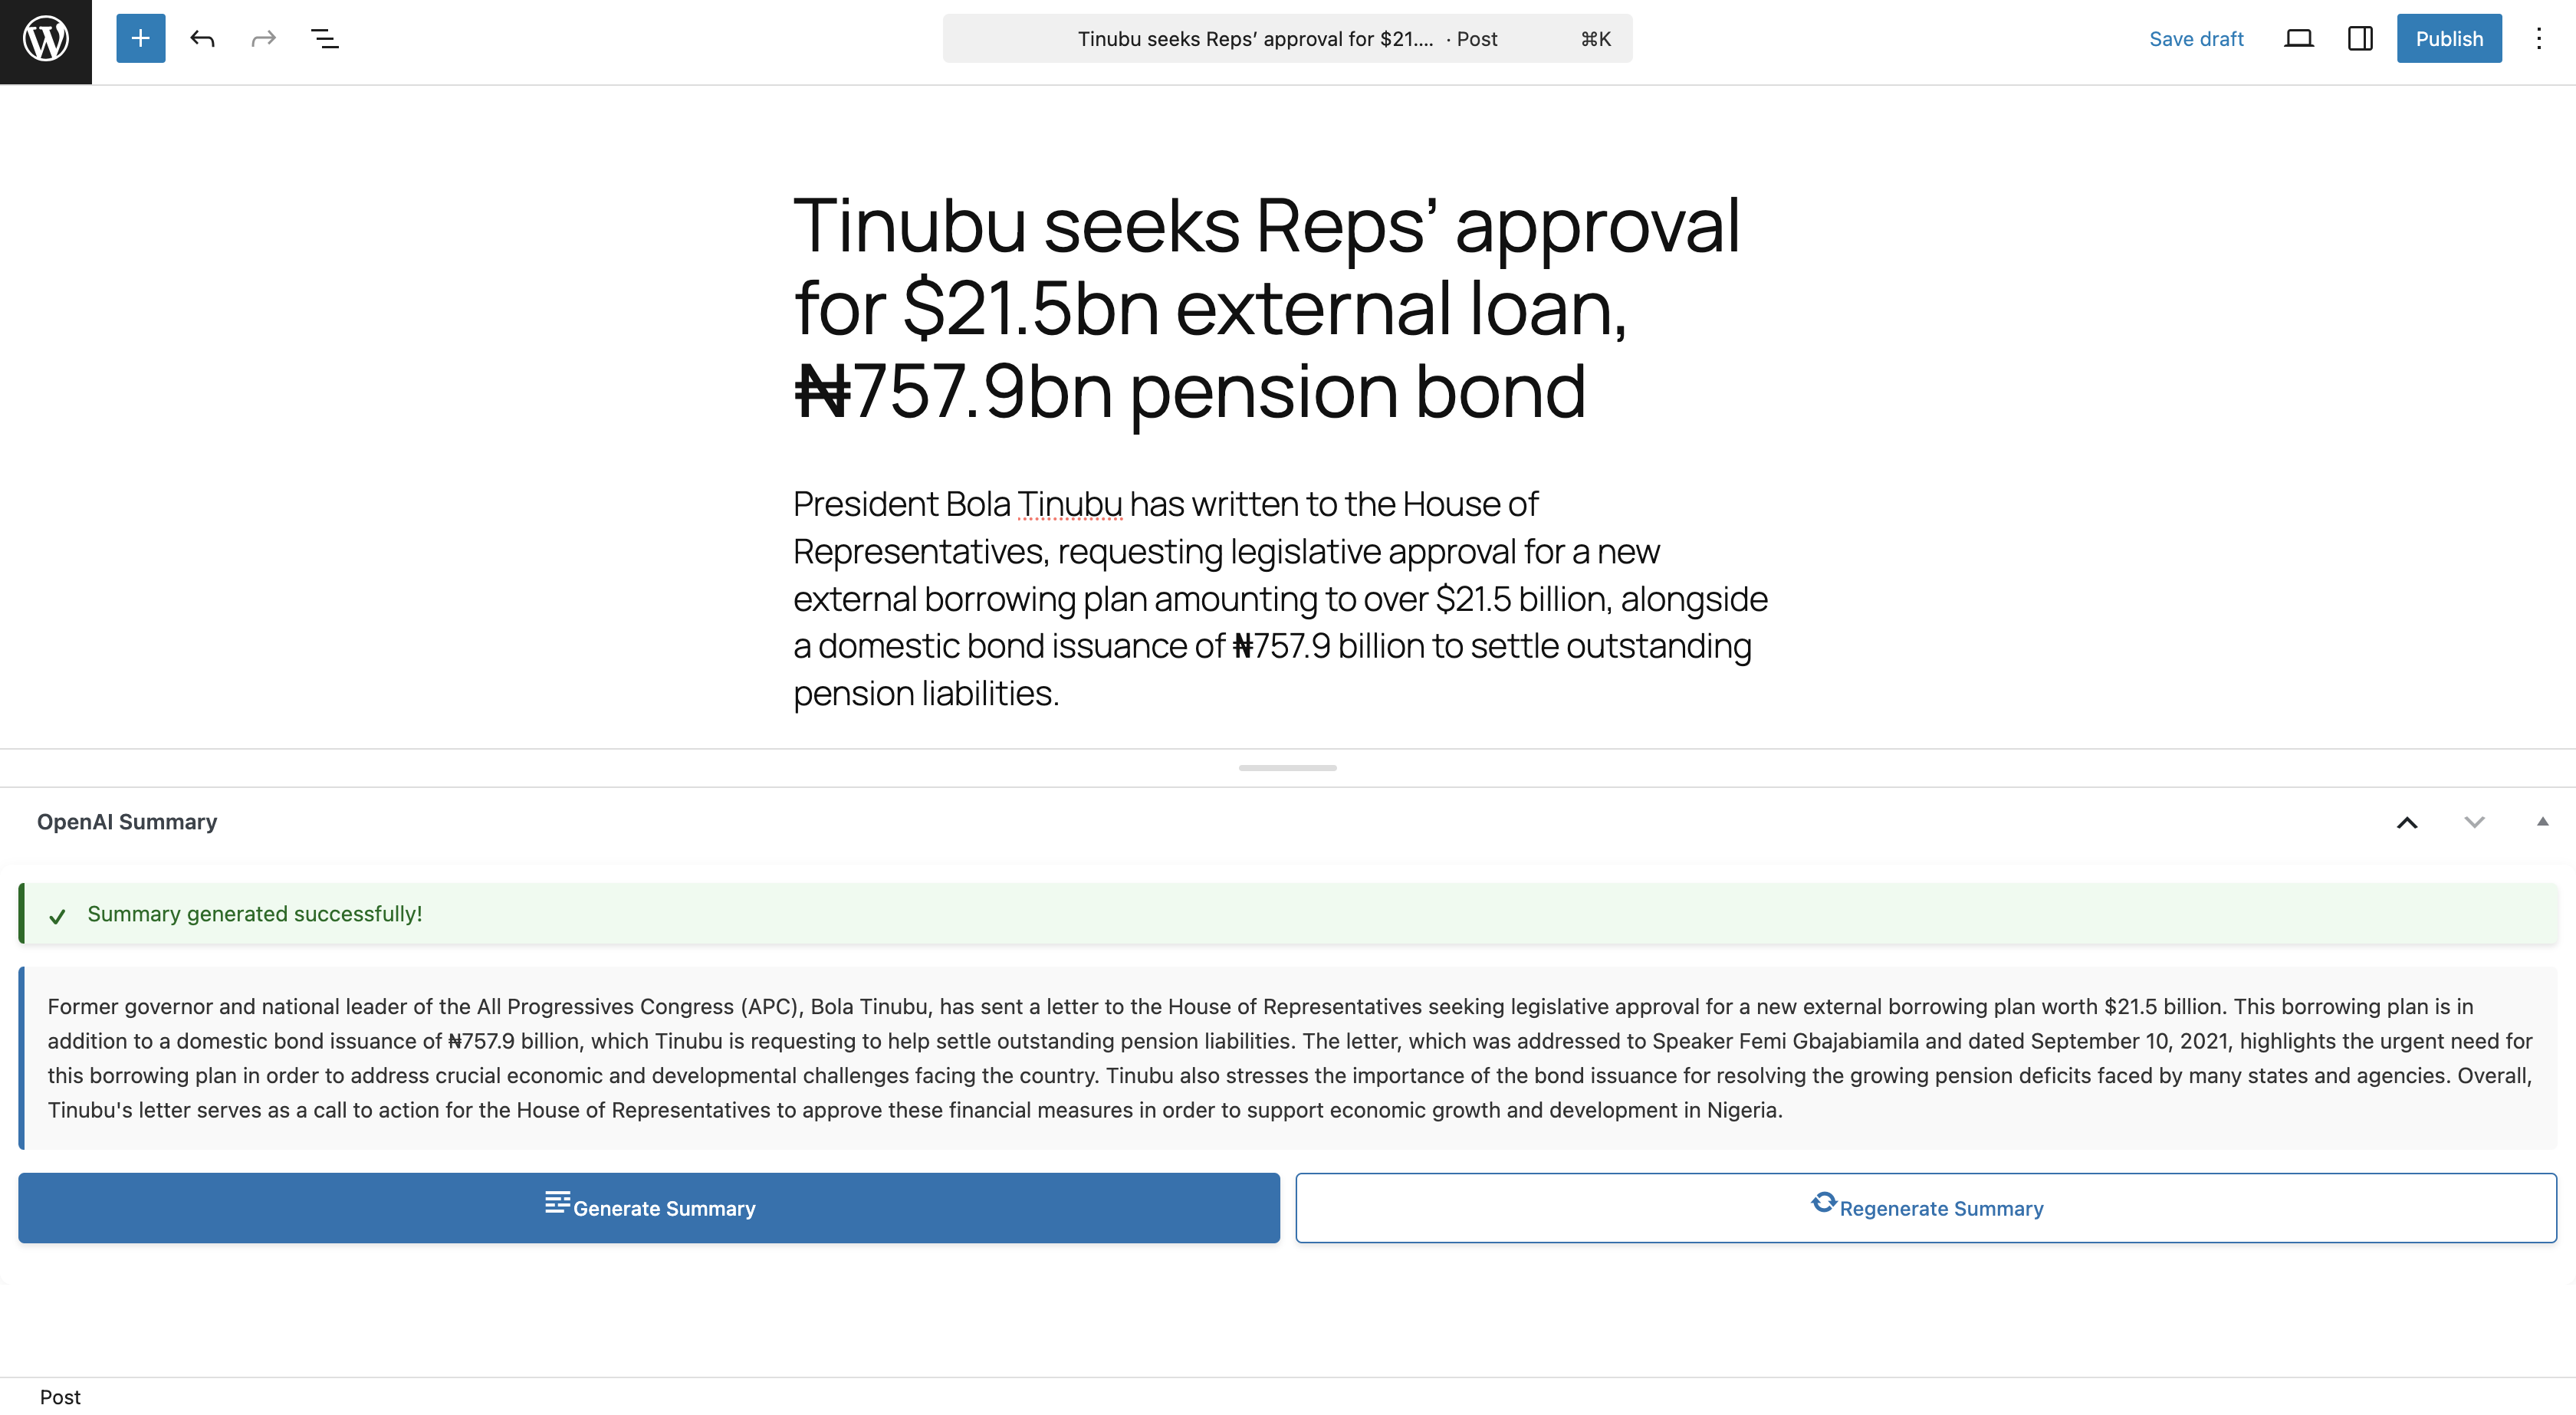 Tinubu seeks Reps’ approval for $21.... · Post ⌘K
Save draft
Publish
Tinubu seeks Reps’ approval
for $21.5bn external loan,
₦757.9bn pension bond
President Bola Tinubu has written to the House of
Representatives, requesting legislative approval for a new
external borrowing plan amounting to over $21.5 billion, alongside
a domestic bond issuance of ₦757.9 billion to settle outstanding
pension liabilities.
OpenAI Summary
Summary generated successfully!
Former governor and national leader of the All Progressives Congress (APC), Bola Tinubu, has sent a letter to the House of Representatives seeking legislative approval for a new external borrowing plan worth $21.5 billion. This borrowing plan is in
addition to a domestic bond issuance of ₦757.9 billion, which Tinubu is requesting to help settle outstanding pension liabilities. The letter, which was addressed to Speaker Femi Gbajabiamila and dated September 10, 2021, highlights the urgent need for
this borrowing plan in order to address crucial economic and developmental challenges facing the country. Tinubu also stresses the importance of the bond issuance for resolving the growing pension deficits faced by many states and agencies. Overall,
Tinubu's letter serves as a call to action for the House of Representatives to approve these financial measures in order to support economic growth and development in Nigeria.
Generate Summary
Regenerate Summary
Post